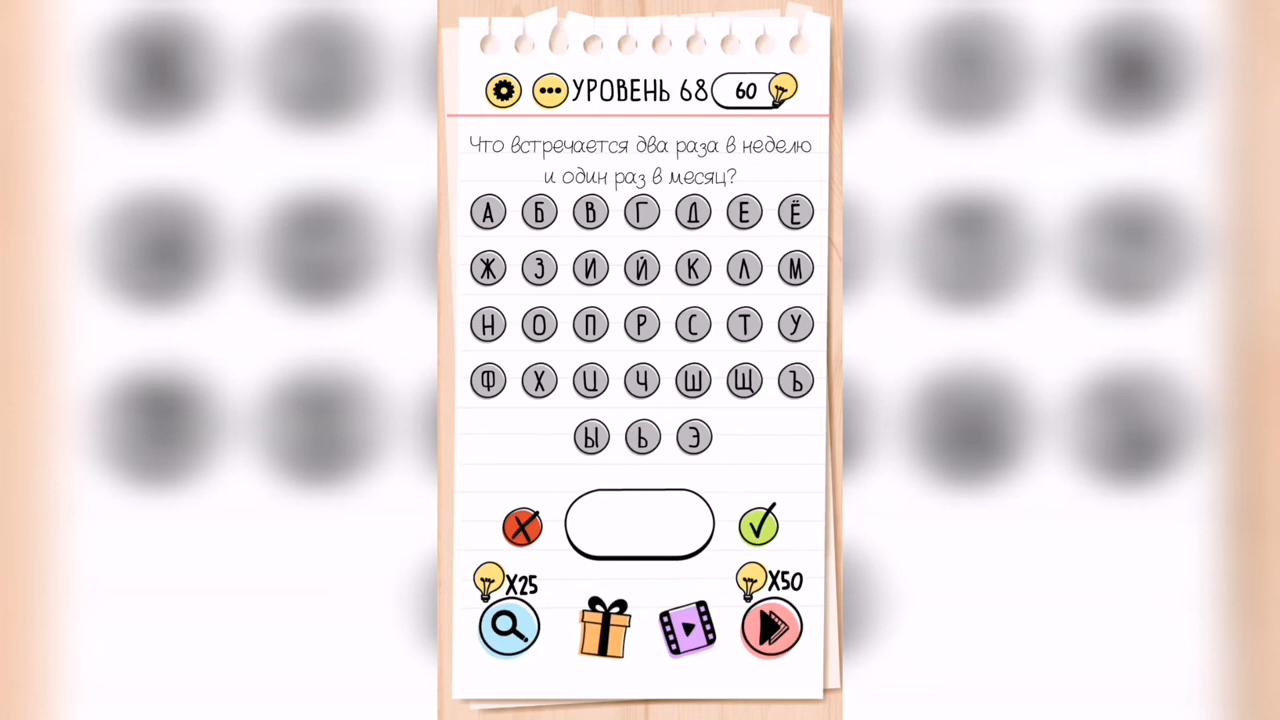 УРОВЕНЬ 68 60
Что встречается два раза в неделю
и один раз в месяц?
А Б В Г Д Е Ё
Ж З И Й К Л М
Н О П Р С Т У
Ф Х Ц Ч Ш Щ Ъ
Ы Ь Э
X25 X50